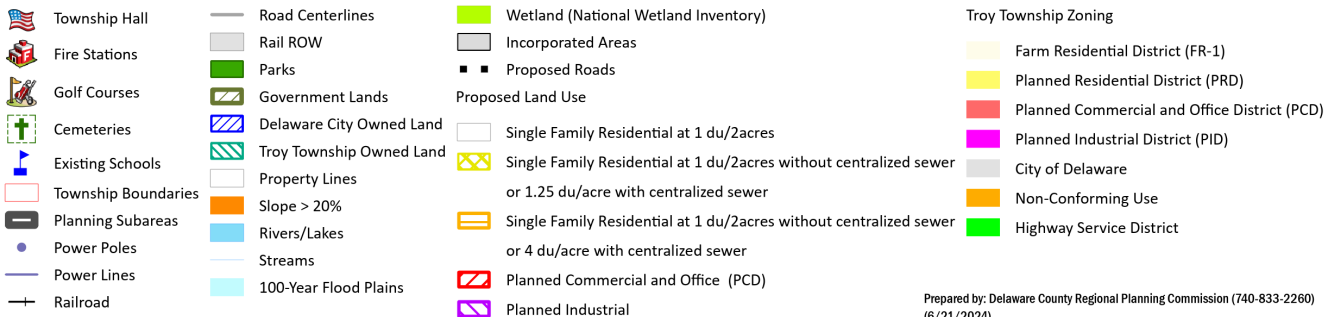 Township Hall
Fire Stations
Golf Courses
Cemeteries
Existing Schools
Township Boundaries
Planning Subareas
Power Poles
Power Lines
Railroad
Road Centerlines
Rail ROW
Parks
Government Lands
Delaware City Owned Land
Troy Township Owned Land
Property Lines
Slope > 20%
Rivers/Lakes
Streams
100-Year Flood Plains
Wetland (National Wetland Inventory)
Incorporated Areas
Proposed Roads
Proposed Land Use
Single Family Residential at 1 du/2acres
Single Family Residential at 1 du/2acres without centralized sewer
or 1.25 du/acre with centralized sewer
Single Family Residential at 1 du/2acres without centralized sewer
or 4 du/acre with centralized sewer
Planned Commercial and Office (PCD)
Planned Industrial
Troy Township Zoning
Farm Residential District (FR-1)
Planned Residential District (PRD)
Planned Commercial and Office District (PCD)
Planned Industrial District (PID)
City of Delaware
Non-Conforming Use
Highway Service District
Prepared by: Delaware County Regional Planning Commission (740-833-2260)
(6/21/2024)